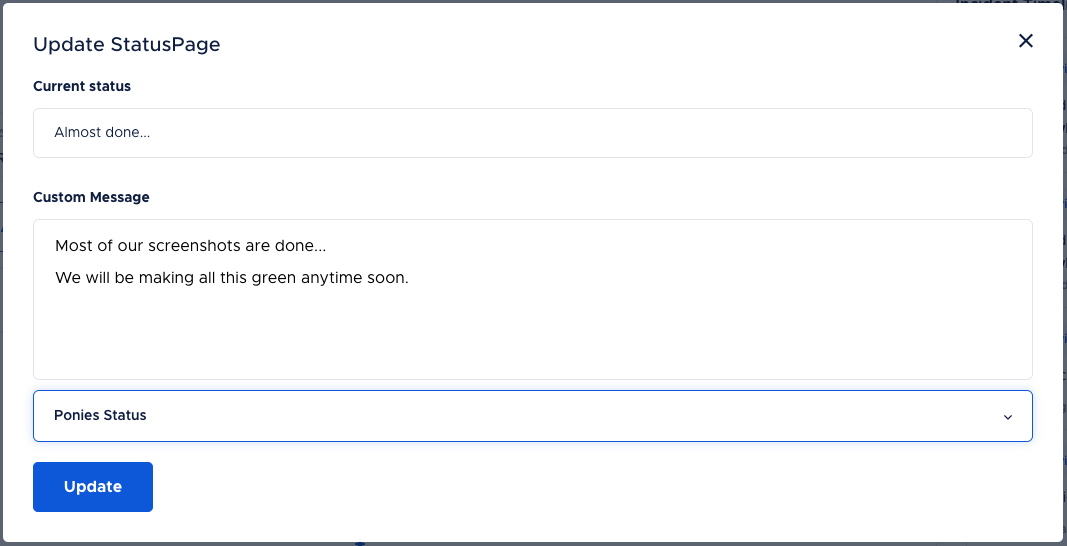 Update StatusPage
Current status
Almost done...
Custom Message
Most of our screenshots are done...
We will be making all this green anytime soon.
Ponies Status
Update